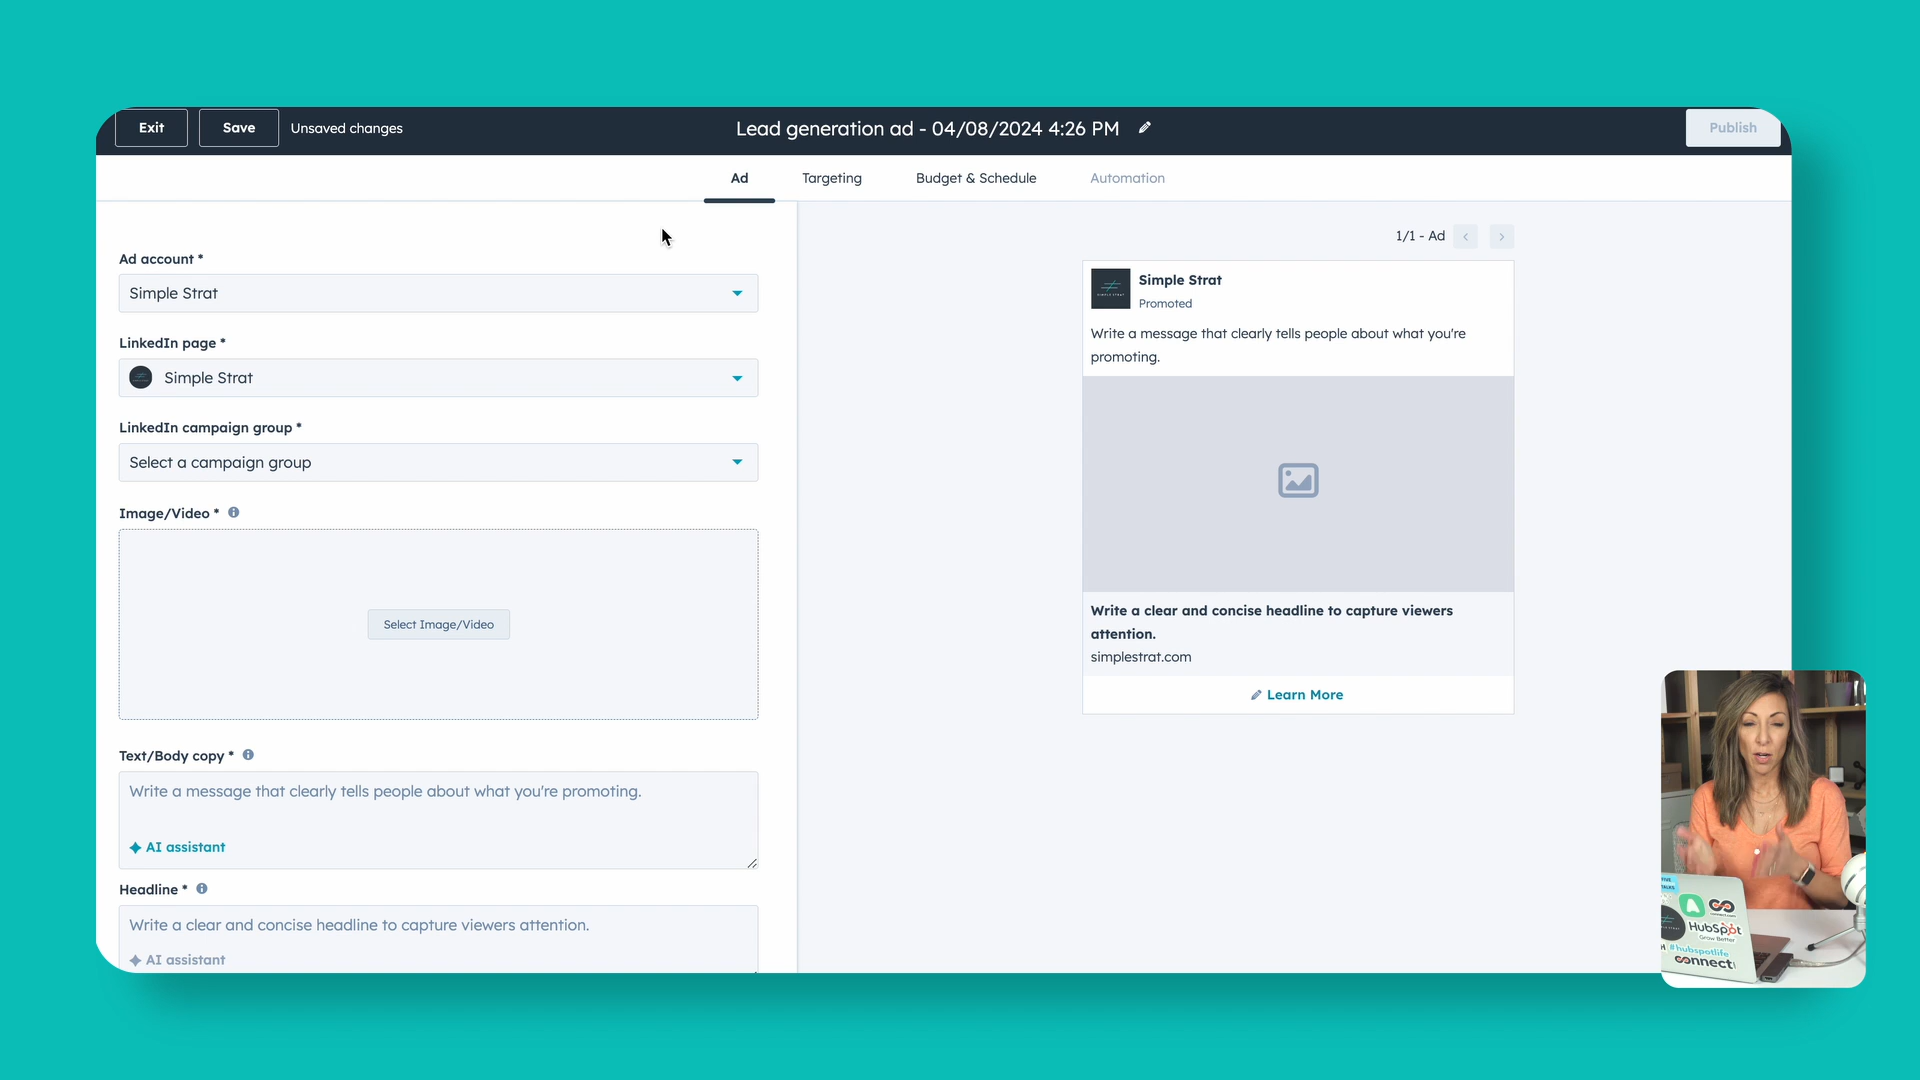 Exit
Save
Unsaved changes
Lead generation ad - 04/08/2024 4:26 PM
Publish
Ad
Targeting
Budget & Schedule
Automation
Ad account *
Simple Strat
LinkedIn page *
Simple Strat
LinkedIn campaign group *
Select a campaign group
Image/Video *
Select Image/Video
Text/Body copy *
Write a message that clearly tells people about what you're promoting.
AI assistant
Headline *
Write a clear and concise headline to capture viewers attention.
AI assistant
1/1 - Ad
Simple Strat
Promoted
Write a message that clearly tells people about what you're
promoting.
Write a clear and concise headline to capture viewers
attention.
simplestrat.com
Learn More
HubSpot
Grow Better
#hubspotlife
connect